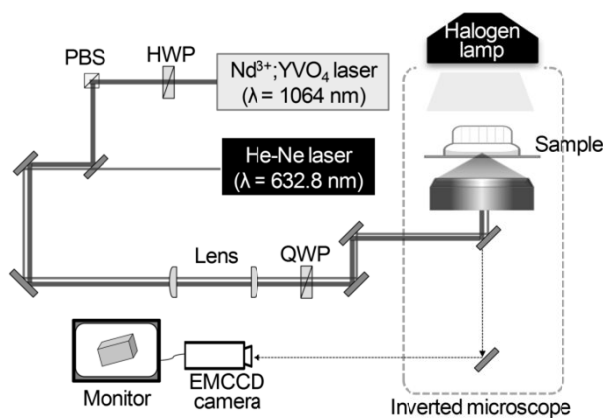 Halogen
lamp
PBS
HWP
Nd³⁺;YVO₄ laser
(λ = 1064 nm)
Sample
He-Ne laser
(λ = 632.8 nm)
Lens
QWP
Monitor
EMCCD
camera
Inverted microscope